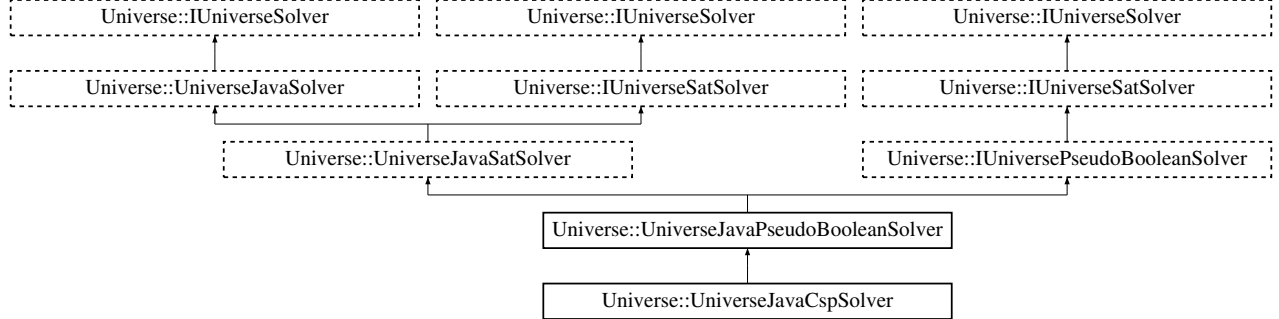 Universe::IUniverseSolver
Universe::IUniverseSolver
Universe::IUniverseSolver
Universe::UniverseJavaSolver
Universe::IUniverseSatSolver
Universe::IUniverseSatSolver
Universe::UniverseJavaSatSolver
Universe::IUniversePseudoBooleanSolver
Universe::UniverseJavaPseudoBooleanSolver
Universe::UniverseJavaCspSolver